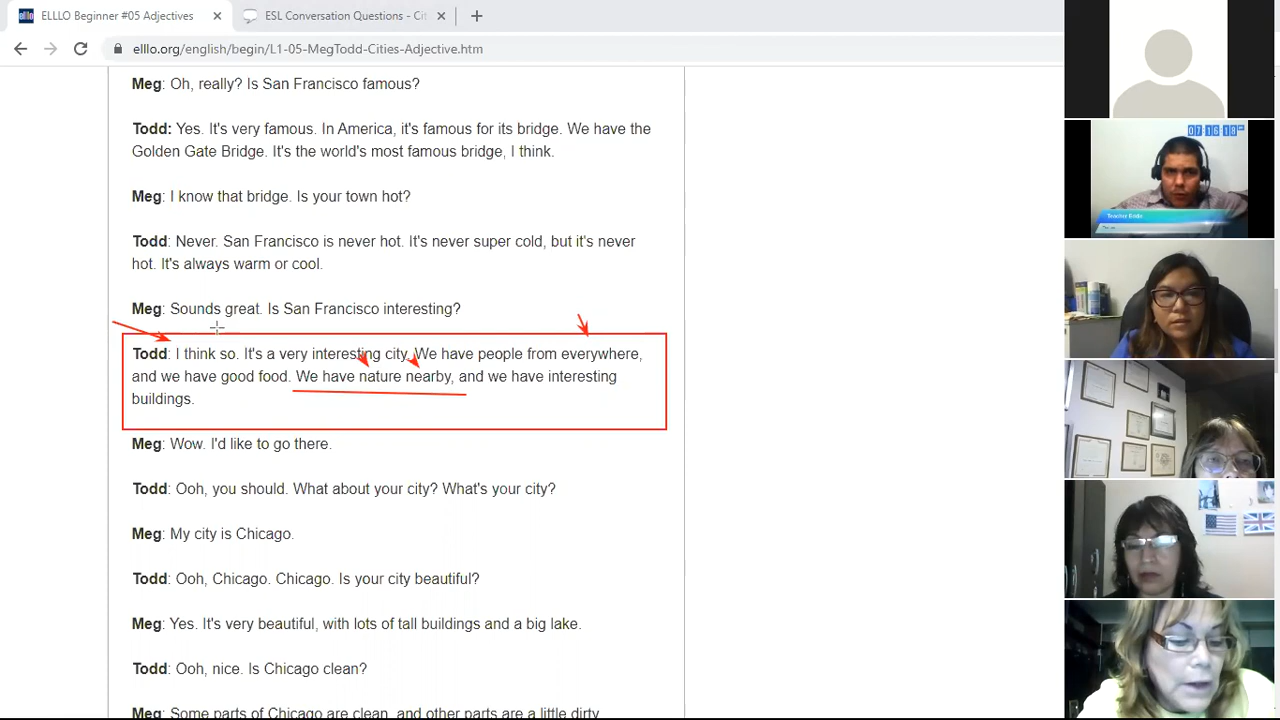 ELLLO Beginner #05 Adjectives
ESL Conversation Questions - Cit
elllo.org/english/begin/L1-05-MegTodd-Cities-Adjective.htm
Meg: Oh, really? Is San Francisco famous?
Todd: Yes. It's very famous. In America, it's famous for its bridge. We have the
Golden Gate Bridge. It's the world's most famous bridge, I think.
Meg: I know that bridge. Is your town hot?
Todd: Never. San Francisco is never hot. It's never super cold, but it's never
hot. It's always warm or cool.
Meg: Sounds great. Is San Francisco interesting?
Todd: I think so. It's a very interesting city. We have people from everywhere,
and we have good food. We have nature nearby, and we have interesting
buildings.
Meg: Wow. I'd like to go there.
Todd: Ooh, you should. What about your city? What's your city?
Meg: My city is Chicago.
Todd: Ooh, Chicago. Chicago. Is your city beautiful?
Meg: Yes. It's very beautiful, with lots of tall buildings and a big lake.
Todd: Ooh, nice. Is Chicago clean?
Meg: Some parts of Chicago are clean, and other parts are a little dirty
Teacher